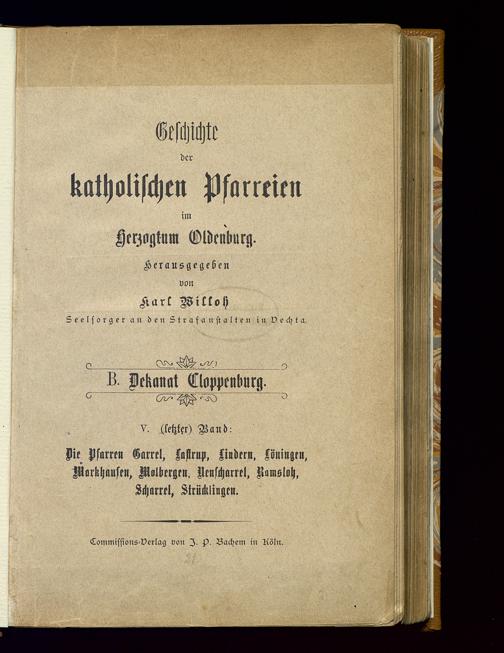 Geschichte
der
katholischen Pfarreien
im
Herzogtum Oldenburg.
Herausgegeben
von
Karl Willoh
Seelsorger an den Strafanstalten in Vechta.
B. Dekanat Cloppenburg.
V. (letzter) Band:
Die Pfarren Garrel, Lastrup, Lindern, Löningen,
Markhausen, Molbergen, Neuscharrel, Ramsloh,
Scharrel, Strücklingen.
Commissions-Verlag von J. P. Bachem in Köln.